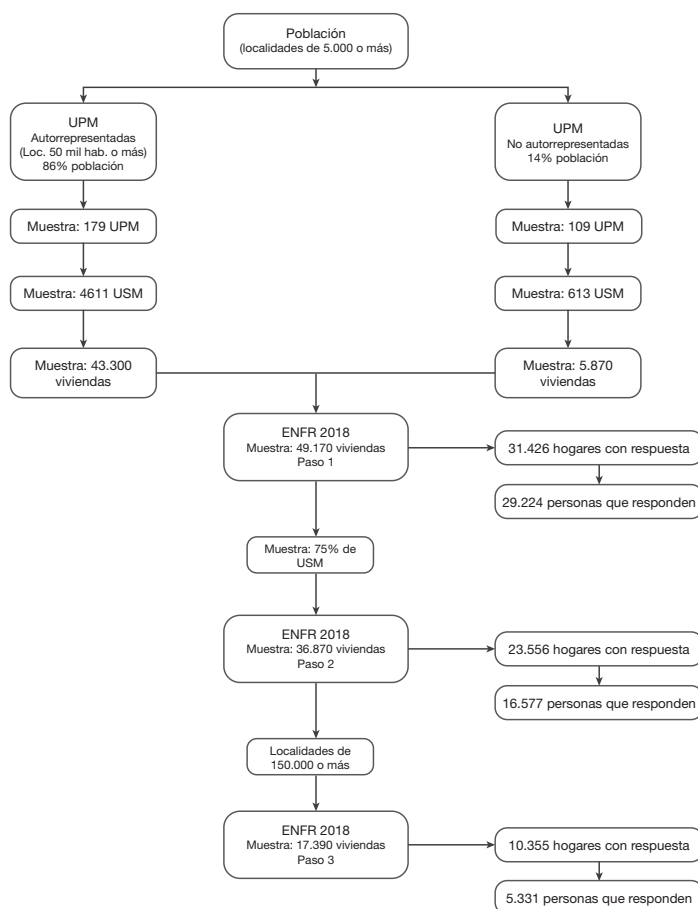 Población
(localidades de 5.000 o más)
UPM
Autorrepresentadas
(Loc. 50 mil hab. o más)
86% población
UPM
No autorrepresentadas
14% población
Muestra: 179 UPM
Muestra: 109 UPM
Muestra: 4611 USM
Muestra: 613 USM
Muestra: 43.300
viviendas
Muestra: 5.870
viviendas
ENFR 2018
Muestra: 49.170 viviendas
Paso 1
31.426 hogares con respuesta
29.224 personas que responden
Muestra: 75% de
USM
ENFR 2018
Muestra: 36.870 viviendas
Paso 2
23.556 hogares con respuesta
16.577 personas que responden
Localidades de
150.000 o más
ENFR 2018
Muestra: 17.390 viviendas
Paso 3
10.355 hogares con respuesta
5.331 personas que responden